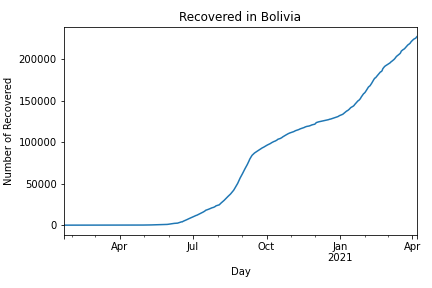 Recovered in Bolivia
Number of Recovered
200000
150000
100000
50000
0
Apr
Jul
Oct
Jan
2021
Apr
Day